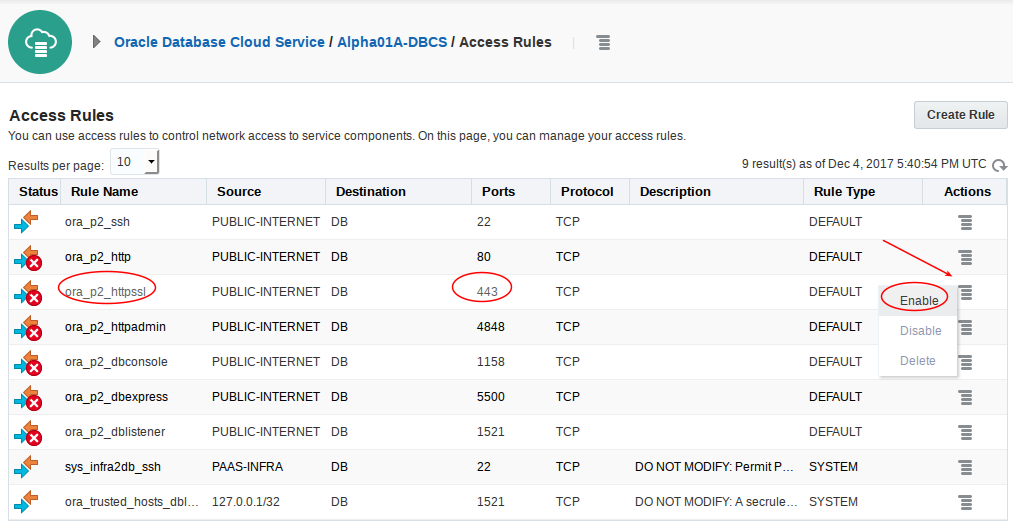 Oracle Database Cloud Service / Alpha01A-DBCS / Access Rules
Access Rules
Create Rule
You can use access rules to control network access to service components. On this page, you can manage your access rules.
Results per page: 10
9 result(s) as of Dec 4, 2017 5:40:54 PM UTC
Status Rule Name Source Destination Ports Protocol Description Rule Type Actions
ora_p2_ssh PUBLIC-INTERNET DB 22 TCP DEFAULT
ora_p2_http PUBLIC-INTERNET DB 80 TCP DEFAULT
ora_p2_httpssl PUBLIC-INTERNET DB 443 TCP DEFAULT
Enable
ora_p2_httpadmin PUBLIC-INTERNET DB 4848 TCP DEFAULT
Disable
ora_p2_dbconsole PUBLIC-INTERNET DB 1158 TCP DEFAULT
Delete
ora_p2_dbexpress PUBLIC-INTERNET DB 5500 TCP DEFAULT
ora_p2_dblistener PUBLIC-INTERNET DB 1521 TCP DEFAULT
sys_infra2db_ssh PAAS-INFRA DB 22 TCP DO NOT MODIFY: Permit P... SYSTEM
ora_trusted_hosts_dbl... 127.0.0.1/32 DB 1521 TCP DO NOT MODIFY: A secrule... SYSTEM